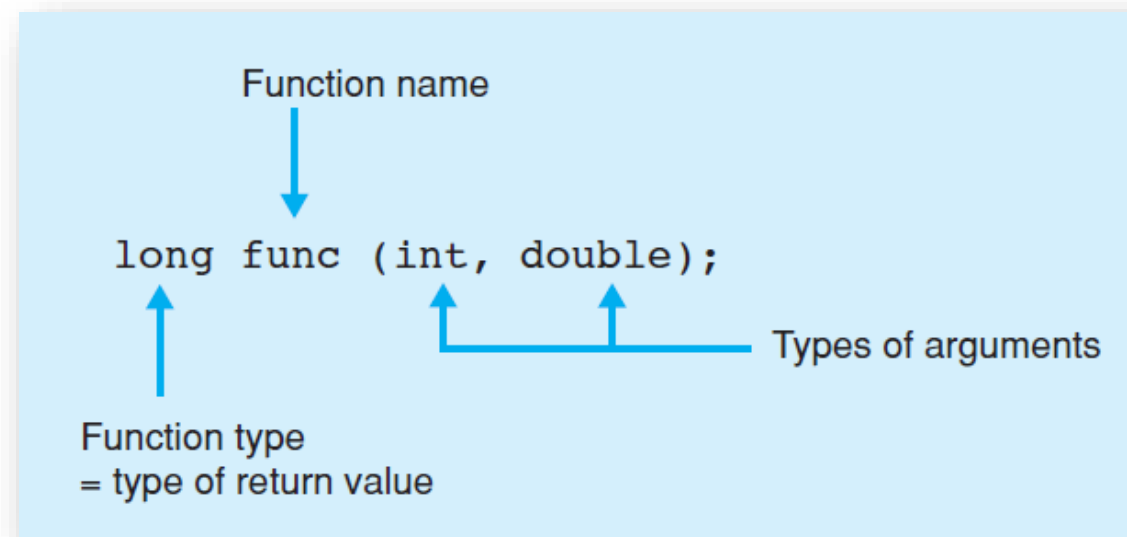 Function name
long func (int, double);
Types of arguments
Function type
= type of return value